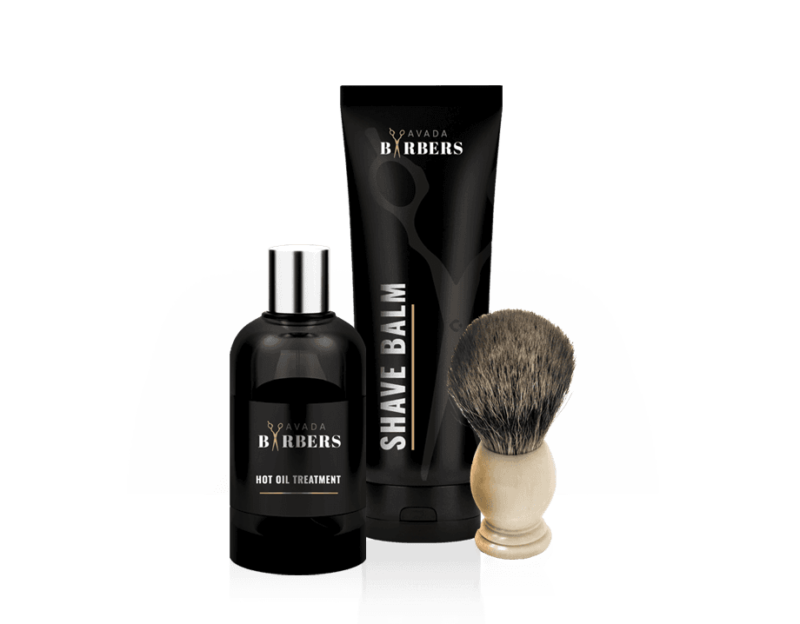 AVADA
BARBERS
SHAVE BALM
AVADA
BARBERS
HOT OIL TREATMENT